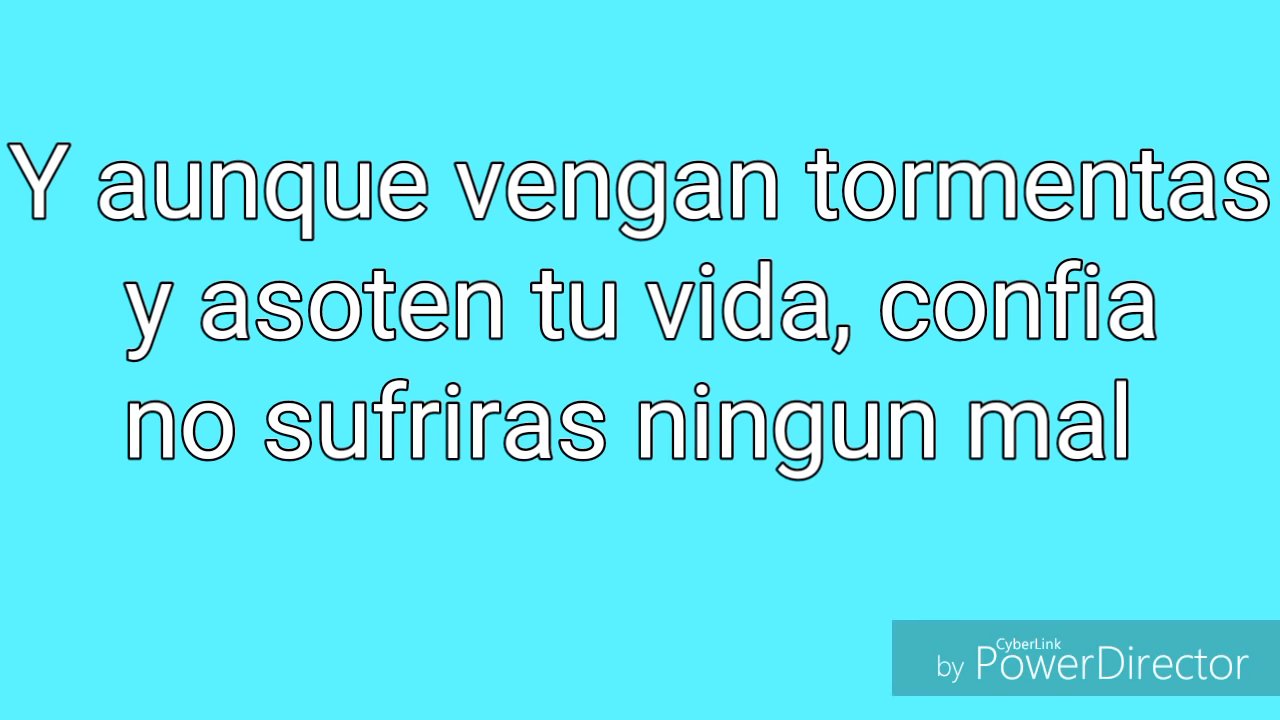 Y aunque vengan tormentas
y asoten tu vida, confia
no sufriras ningun mal
CyberLink
by PowerDirector